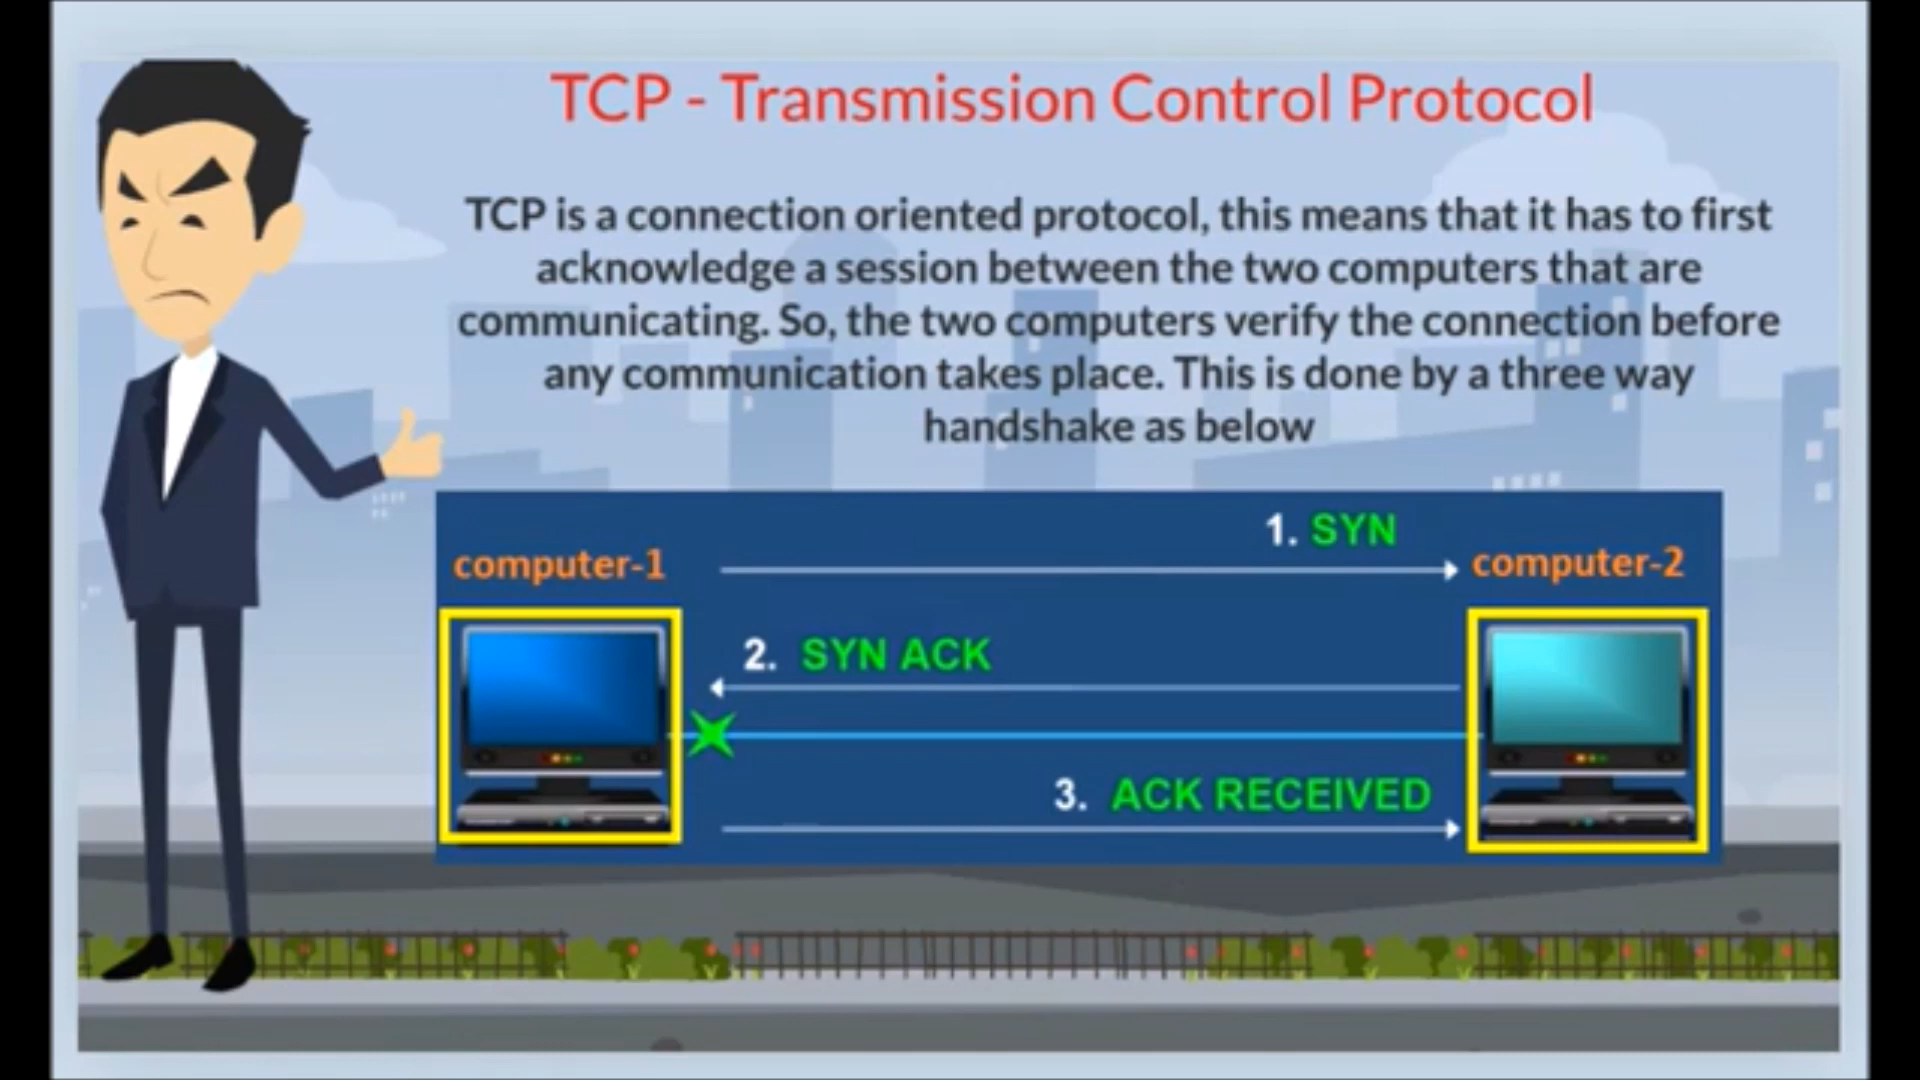 TCP - Transmission Control Protocol
TCP is a connection oriented protocol, this means that it has to first
acknowledge a session between the two computers that are
communicating. So, the two computers verify the connection before
any communication takes place. This is done by a three way
handshake as below
1. SYN
computer-1
computer-2
2. SYN ACK
3. ACK RECEIVED